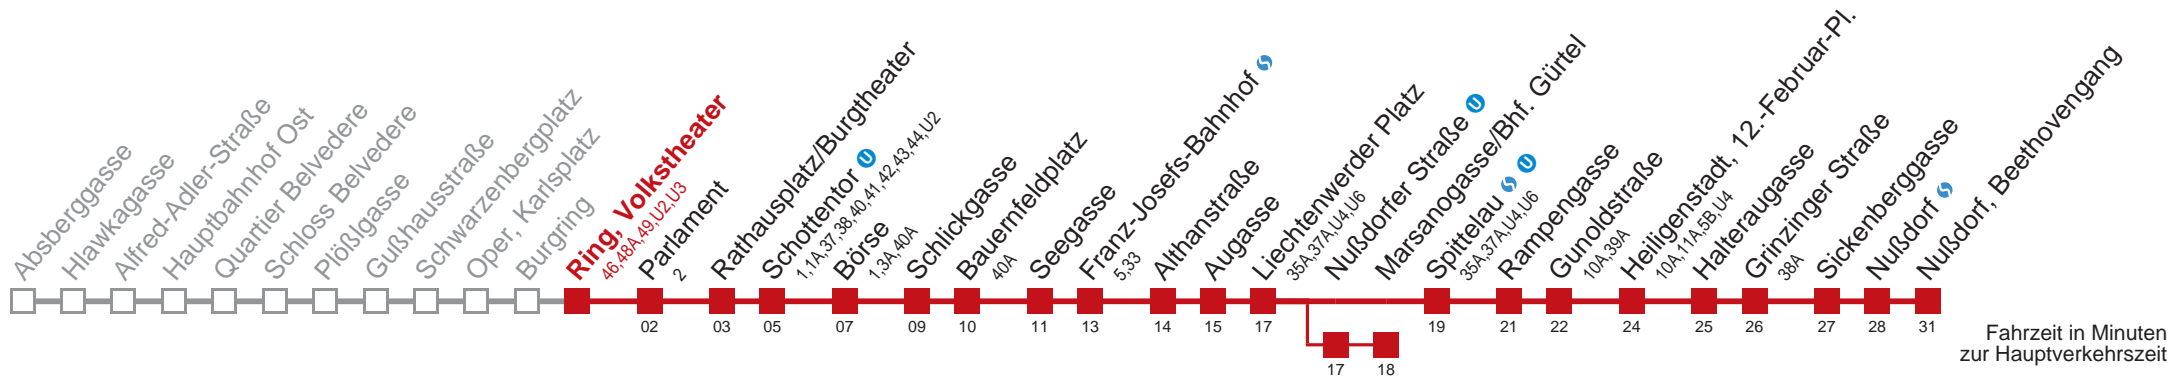 Absberggasse
Hlawkagasse
Alfred-Adler-Straße
Hauptbahnhof Ost
Quartier Belvedere
Schloss Belvedere
Plößlgasse
Gußhausstraße
Schwarzenbergplatz
Oper, Karlsplatz
Burgring
Ring, Volkstheater
46,48A,49,U2,U3
Parlament
2
Rathausplatz/Burgtheater
Schottentor U
1,1A,37,38,40,41,42,43,44,U2
Börse
1,3A,40A
Schlickgasse
Bauernfeldplatz
40A
Seegasse
Franz-Josefs-Bahnhof S
5,33
Althanstraße
Augasse
Liechtenwerder Platz
35A,37A,U4,U6
Nußdorfer Straße U
Marsanogasse/Bhf. Gürtel
Spittelau S U
35A,37A,U4,U6
Rampengasse
Gunoldstraße
10A,39A
Heiligenstadt, 12.-Februar-Pl.
10A,11A,5B,U4
Halteraugasse
Grinzinger Straße
38A
Sickenberggasse
Nußdorf S
Nußdorf, Beethovengang
02 03 05 07 09 10 11 13 14 15 17 19 21 22 24 25 26 27 28 31
17 18
Fahrzeit in Minuten
zur Hauptverkehrszeit